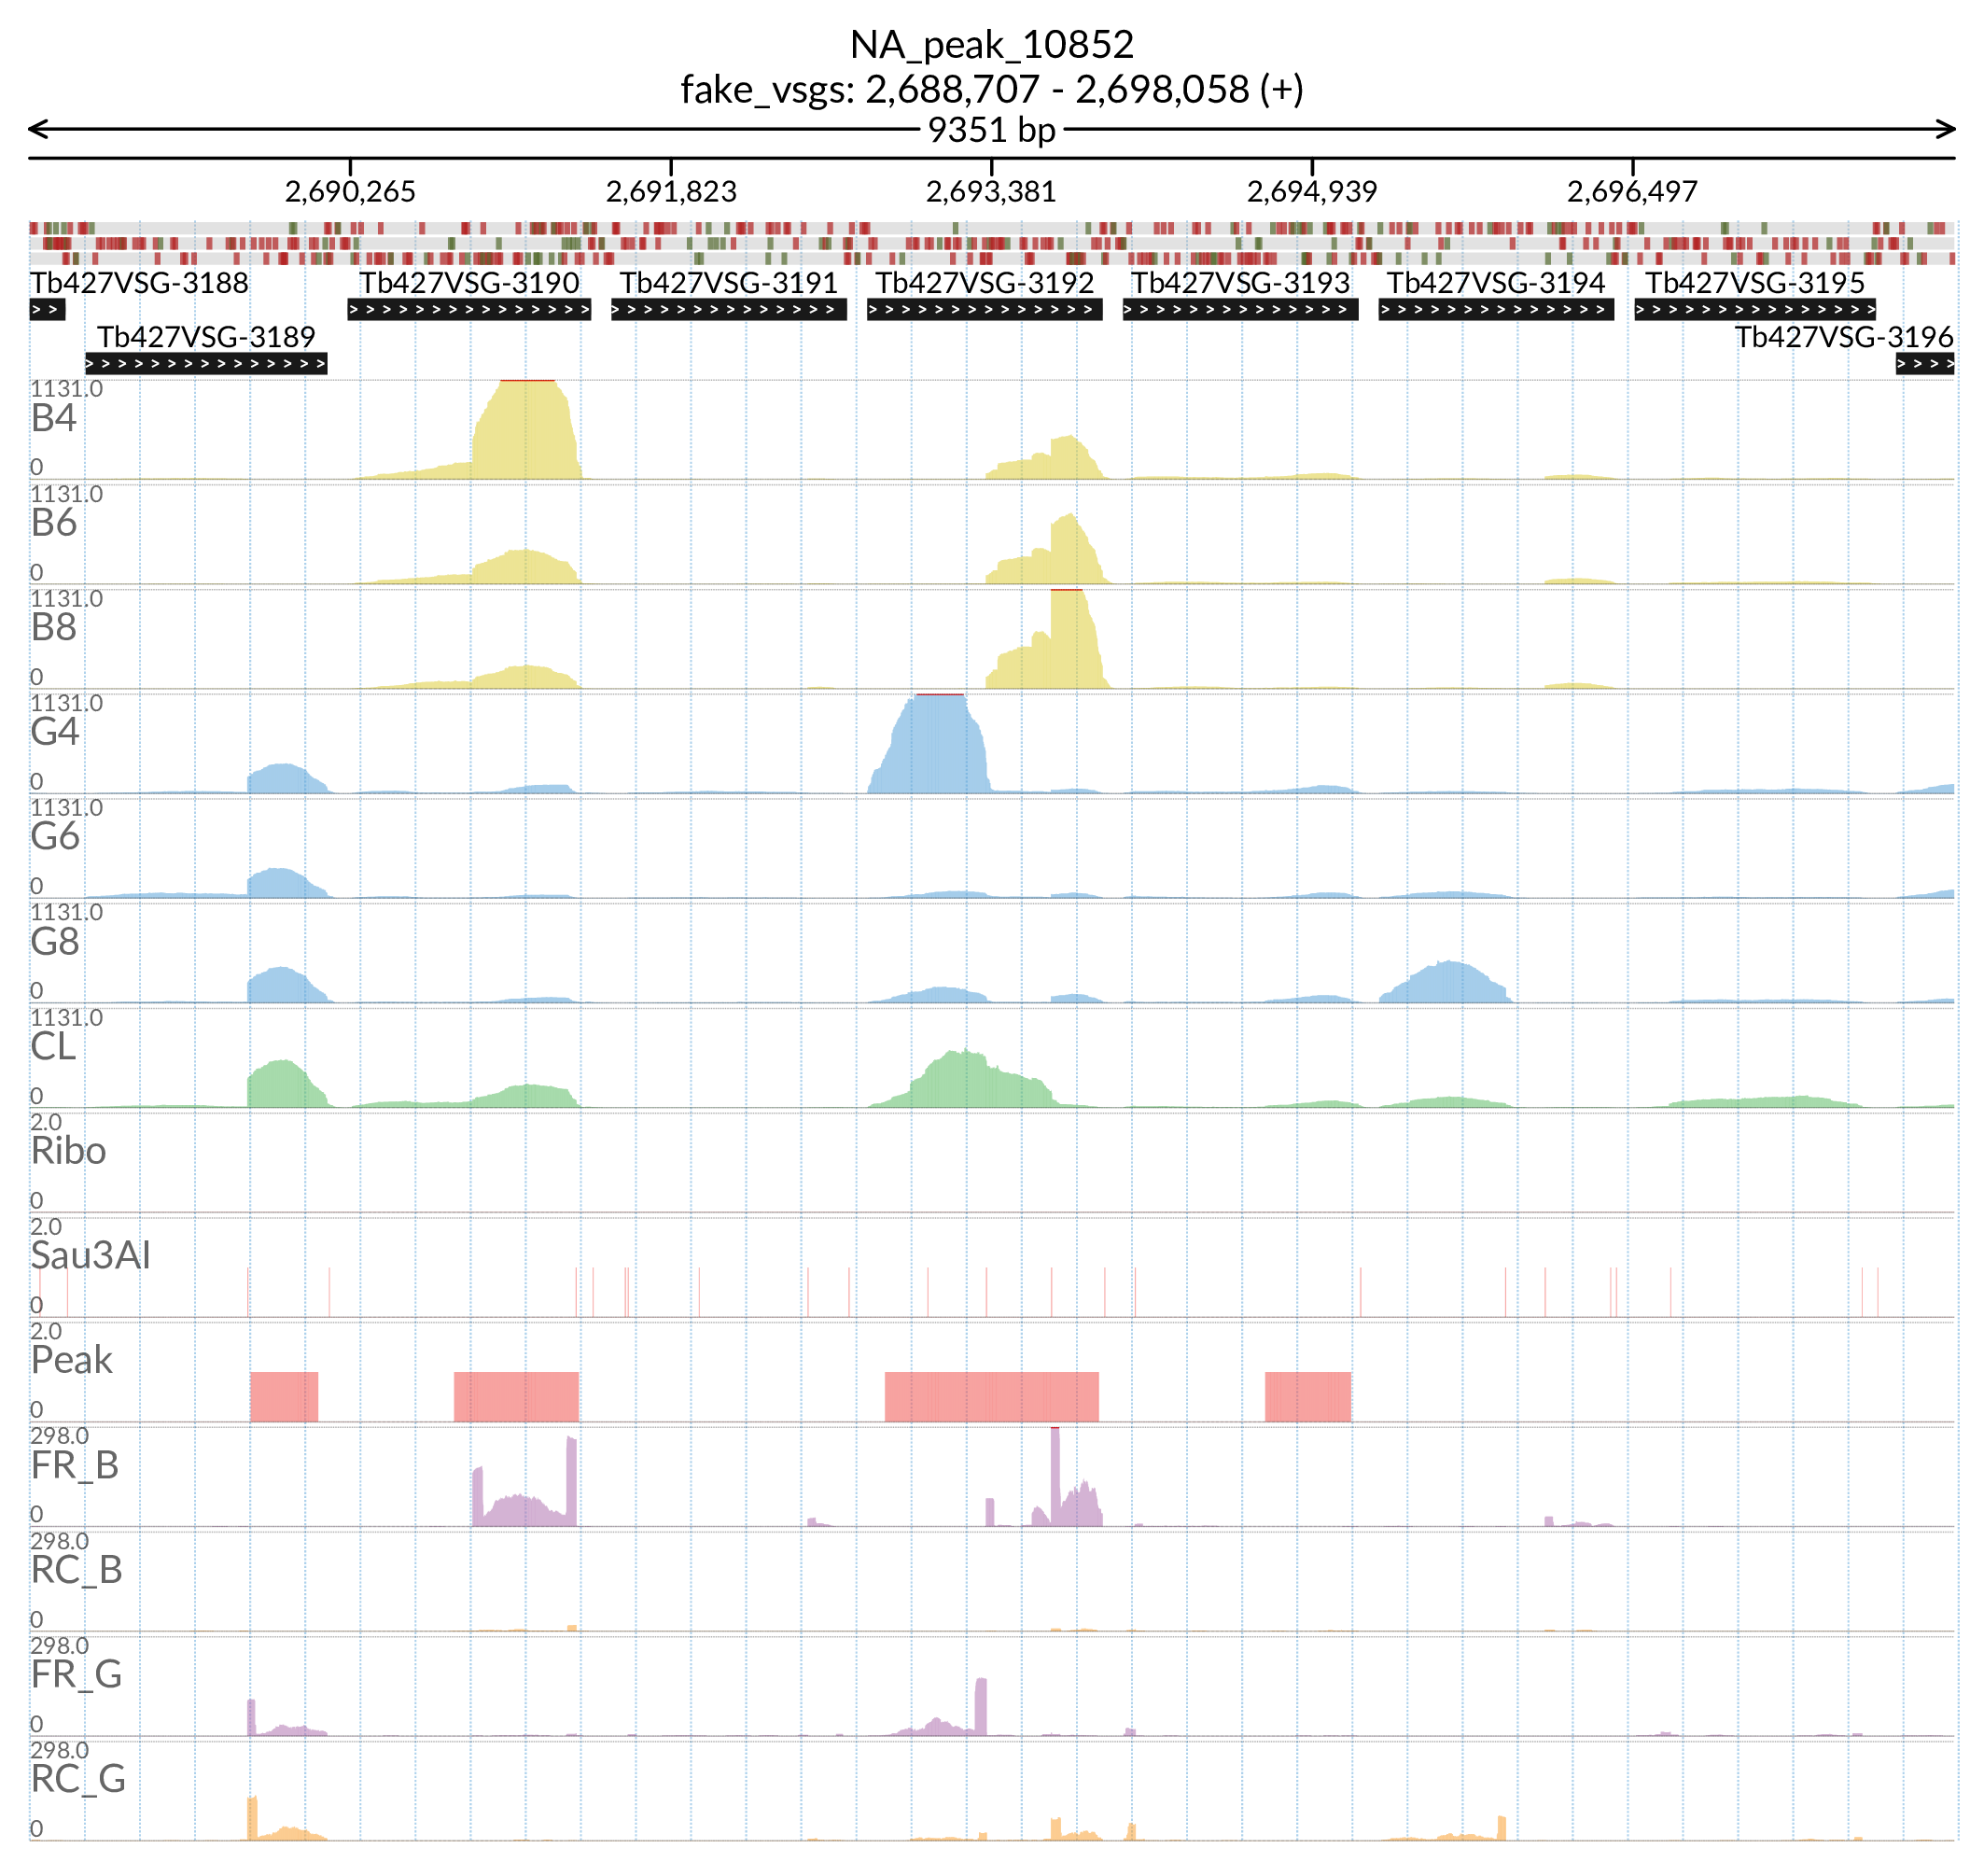 NA_peak_10852
fake_vsgs: 2,688,707 - 2,698,058 (+)
9351 bp
2,690,265 2,691,823 2,693,381 2,694,939 2,696,497
Tb427VSG-3188 Tb427VSG-3190 Tb427VSG-3191 Tb427VSG-3192 Tb427VSG-3193 Tb427VSG-3194 Tb427VSG-3195
Tb427VSG-3189 Tb427VSG-3196
1131.0
B4
0
1131.0
B6
0
1131.0
B8
0
1131.0
G4
0
1131.0
G6
0
1131.0
G8
0
1131.0
CL
0
2.0
Ribo
0
2.0
Sau3AI
0
2.0
Peak
0
298.0
FR_B
0
298.0
RC_B
0
298.0
FR_G
0
298.0
RC_G
0